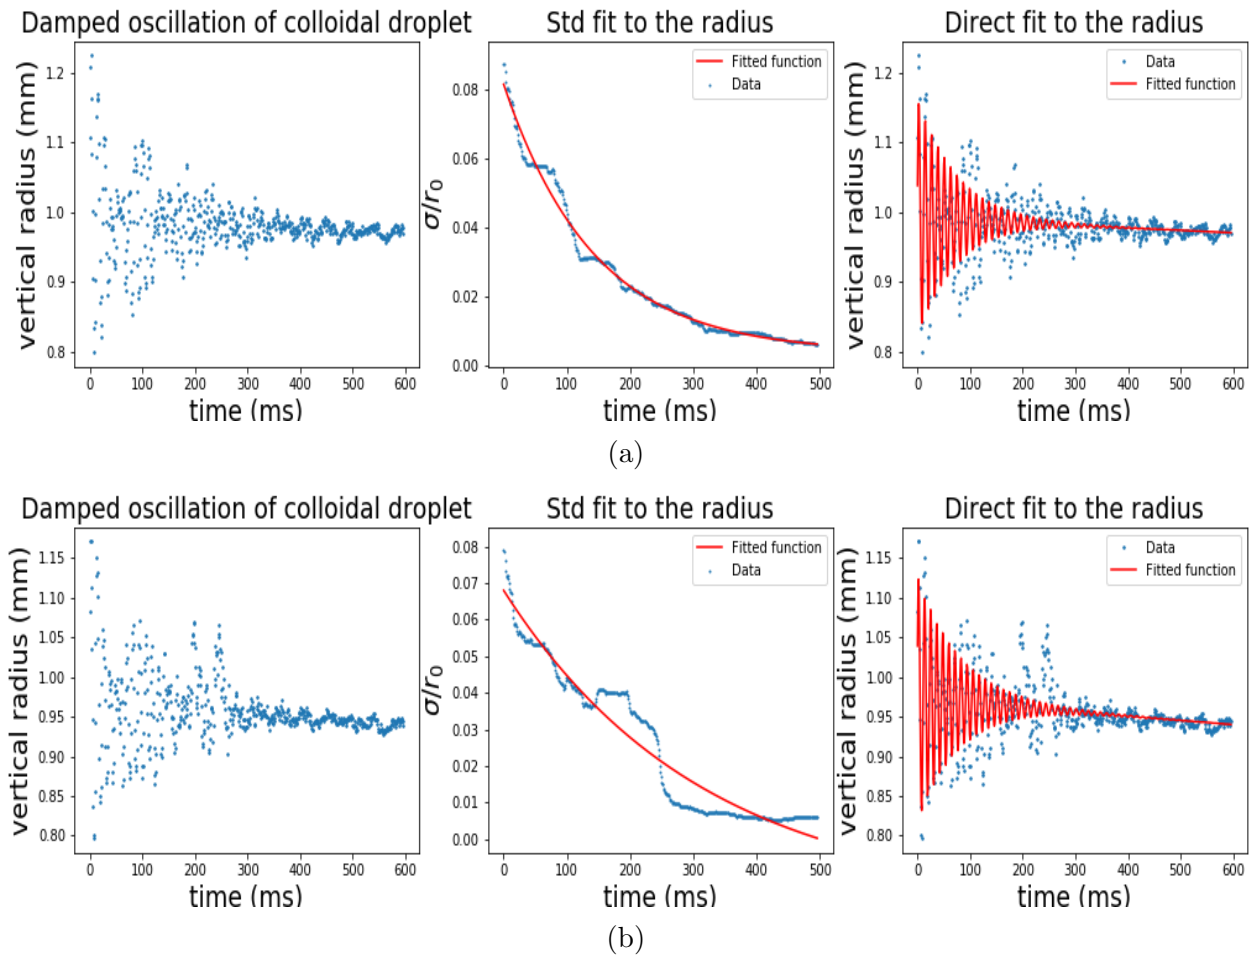 Damped oscillation of colloidal droplet
vertical radius (mm)
1.2
1.1
1.0
0.9
0.8
0 100 200 300 400 500 600
time (ms)
Std fit to the radius
σ/r₀
0.08
0.06
0.04
0.02
0.00
0 100 200 300 400 500
time (ms)
Fitted function
Data
Direct fit to the radius
vertical radius (mm)
1.2
1.1
1.0
0.9
0.8
0 100 200 300 400 500 600
time (ms)
Data
Fitted function
(a)
Damped oscillation of colloidal droplet
vertical radius (mm)
1.15
1.10
1.05
1.00
0.95
0.90
0.85
0.80
0 100 200 300 400 500 600
time (ms)
Std fit to the radius
σ/r₀
0.08
0.07
0.06
0.05
0.04
0.03
0.02
0.01
0.00
0 100 200 300 400 500
time (ms)
Fitted function
Data
Direct fit to the radius
vertical radius (mm)
1.15
1.10
1.05
1.00
0.95
0.90
0.85
0.80
0 100 200 300 400 500 600
time (ms)
Data
Fitted function
(b)